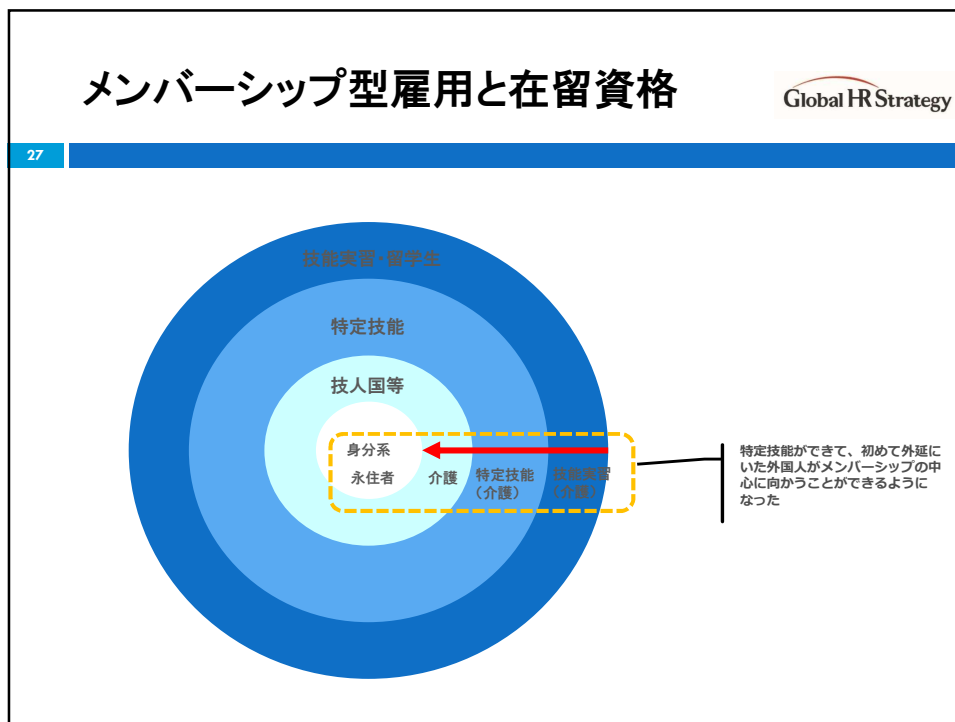 メンバーシップ型雇用と在留資格
Global HR Strategy
27
技能実習・留学生
特定技能
技人国等
身分系
永住者
介護
特定技能
（介護）
技能実習
（介護）
特定技能ができて、初めて外延に
いた外国人がメンバーシップの中
心に向かうことができるように
なった